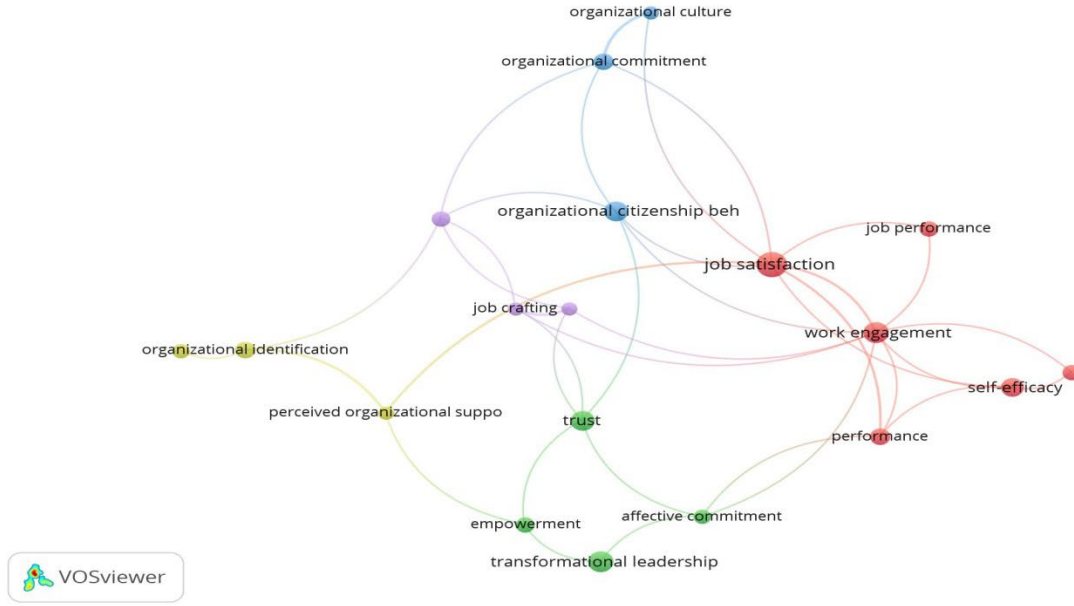 organizational culture
organizational commitment
organizational citizenship beh
job performance
job satisfaction
job crafting
work engagement
organizational identification
self-efficacy
perceived organizational suppo
trust
performance
affective commitment
empowerment
transformational leadership
VOSviewer